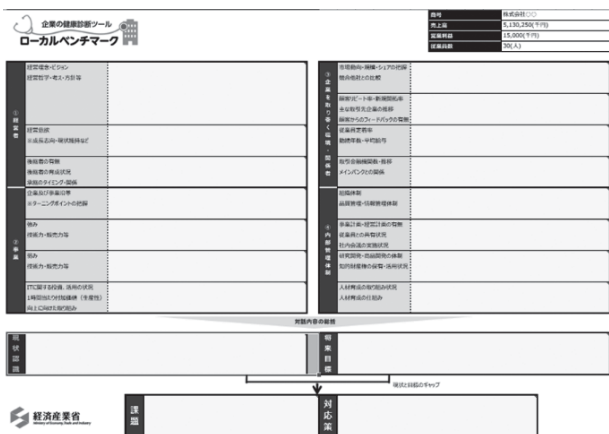 企業の健康診断ツール
ローカルベンチマーク
商号 株式会社○○
売上高 5,130,250(千円)
営業利益 15,000(千円)
従業員数 30(人)
①経営者
経営理念・ビジョン
経営哲学・考え・方針等
経営意欲
※成長志向・現状維持など
後継者の有無
後継者の育成状況
承継のタイミング・関係
②事業
企業及び事業沿革
※ターニングポイントの把握
強み
技術力・販売力等
弱み
技術力・販売力等
ITに関する投資、活用の状況
1時間当たり付加価値（生産性）
向上に向けた取り組み
③企業を取り巻く環境・関係者
市場動向・規模・シェアの把握
競合他社との比較
顧客リピート率・新規開拓率
主な取引先企業の推移
顧客からのフィードバックの有無
従業員定着率
勤続年数・平均給与
取引金融機関数・推移
メインバンクとの関係
④内部管理体制
組織体制
品質管理・情報管理体制
事業計画・経営計画の有無
従業員との共有状況
社内会議の実施状況
研究開発・商品開発の体制
知的財産権の保有・活用状況
人材育成の取り組み状況
人材育成の仕組み
対話内容の総括
現状認識
将来目標
現状と目標のギャップ
課題
対応策
経済産業省
Ministry of Economy, Trade and Industry